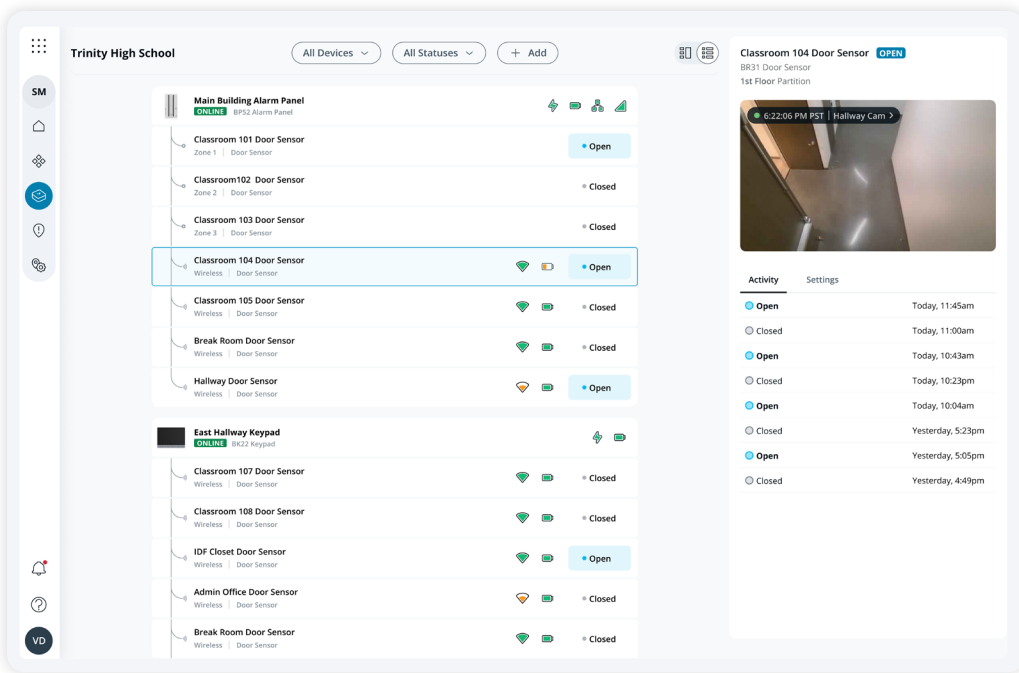 Trinity High School
All Devices
All Statuses
+ Add
SM
Main Building Alarm Panel
ONLINE BP52 Alarm Panel
Classroom 101 Door Sensor
Zone 1 | Door Sensor
Open
Classroom102 Door Sensor
Zone 2 | Door Sensor
Closed
Classroom 103 Door Sensor
Zone 3 | Door Sensor
Closed
Classroom 104 Door Sensor
Wireless | Door Sensor
Open
Classroom 105 Door Sensor
Wireless | Door Sensor
Closed
Break Room Door Sensor
Wireless | Door Sensor
Closed
Hallway Door Sensor
Wireless | Door Sensor
Open
East Hallway Keypad
ONLINE BK22 Keypad
Classroom 107 Door Sensor
Wireless | Door Sensor
Closed
Classroom 108 Door Sensor
Wireless | Door Sensor
Closed
IDF Closet Door Sensor
Wireless | Door Sensor
Open
Admin Office Door Sensor
Wireless | Door Sensor
Closed
Break Room Door Sensor
Wireless | Door Sensor
Closed
VD
Classroom 104 Door Sensor OPEN
BR31 Door Sensor
1st Floor Partition
6:22:06 PM PST | Hallway Cam >
Activity Settings
Open Today, 11:45am
Closed Today, 11:00am
Open Today, 10:43am
Closed Today, 10:23pm
Open Today, 10:04am
Closed Yesterday, 5:23pm
Open Yesterday, 5:05pm
Closed Yesterday, 4:49pm